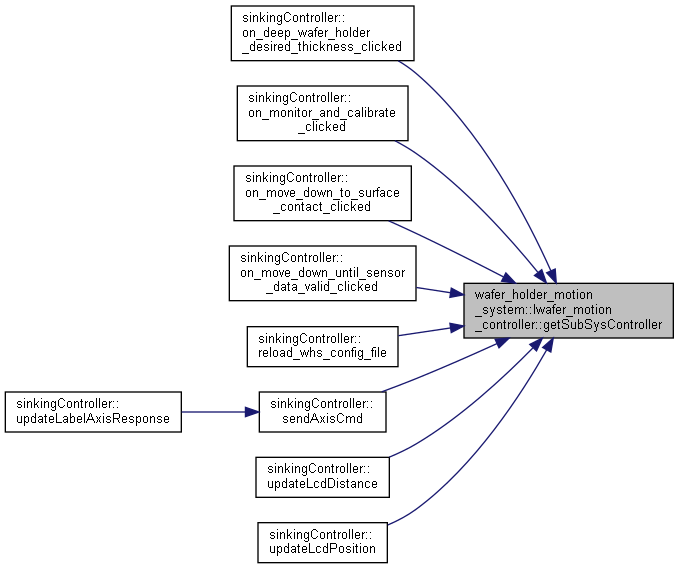 sinkingController::
on_deep_wafer_holder
_desired_thickness_clicked
sinkingController::
on_monitor_and_calibrate
_clicked
sinkingController::
on_move_down_to_surface
_contact_clicked
sinkingController::
on_move_down_until_sensor
_data_valid_clicked
wafer_holder_motion
_system::Iwafer_motion
_controller::getSubSysController
sinkingController::
reload_whs_config_file
sinkingController::
updateLabelAxisResponse
sinkingController::
sendAxisCmd
sinkingController::
updateLcdDistance
sinkingController::
updateLcdPosition